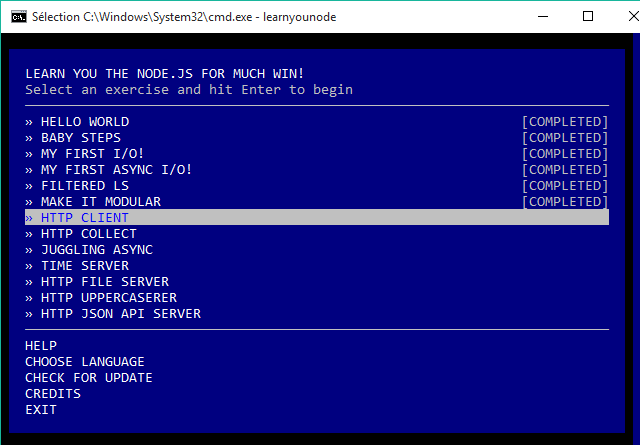 Sélection C:\Windows\System32\cmd.exe - learnyounode
LEARN YOU THE NODE.JS FOR MUCH WIN!
Select an exercise and hit Enter to begin
» HELLO WORLD [COMPLETED]
» BABY STEPS [COMPLETED]
» MY FIRST I/O! [COMPLETED]
» MY FIRST ASYNC I/O! [COMPLETED]
» FILTERED LS [COMPLETED]
» MAKE IT MODULAR [COMPLETED]
» HTTP CLIENT
» HTTP COLLECT
» JUGGLING ASYNC
» TIME SERVER
» HTTP FILE SERVER
» HTTP UPPERCASERER
» HTTP JSON API SERVER
HELP
CHOOSE LANGUAGE
CHECK FOR UPDATE
CREDITS
EXIT